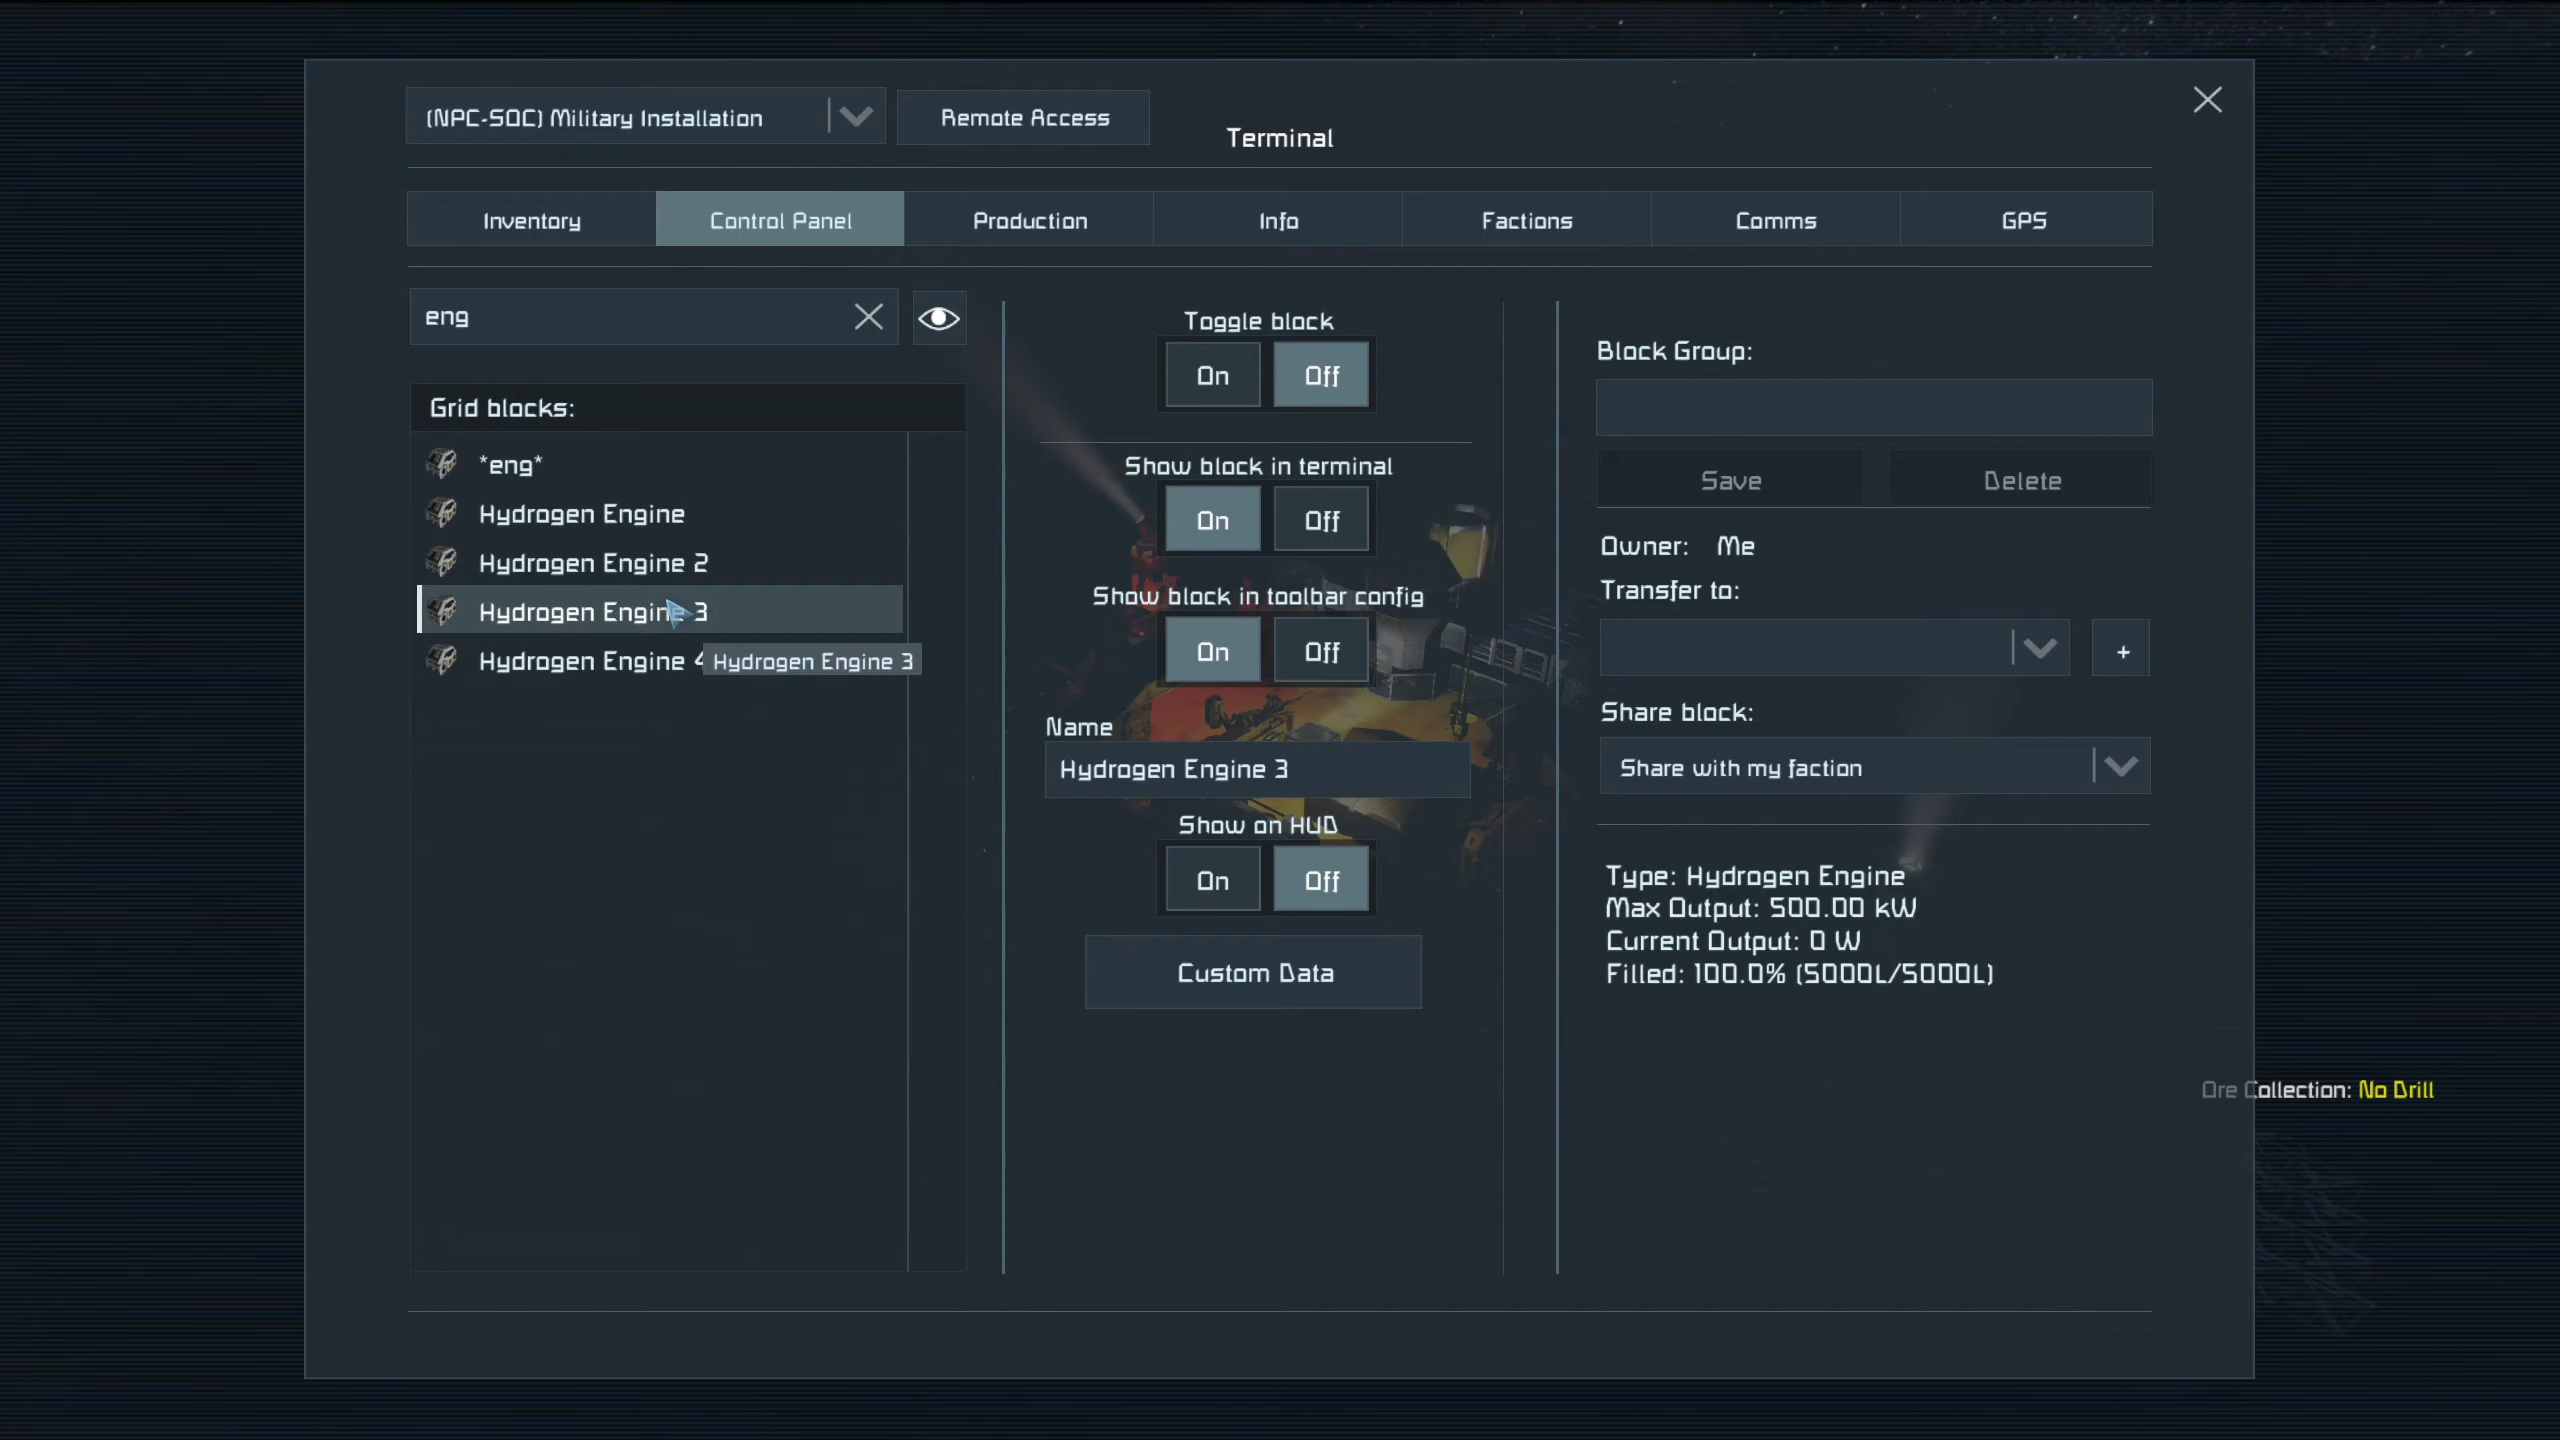 (NPC-SOC) Military Installation
Remote Access
Terminal
Inventory
Control Panel
Production
Info
Factions
Comms
GPS
eng
Grid blocks:
*eng*
Hydrogen Engine
Hydrogen Engine 2
Hydrogen Engine 3
Hydrogen Engine 4
Hydrogen Engine 3
Toggle block
On Off
Show block in terminal
On Off
Show block in toolbar config
On Off
Name
Hydrogen Engine 3
Show on HUD
On Off
Custom Data
Block Group:
Save
Delete
Owner: Me
Transfer to:
+
Share block:
Share with my faction
Type: Hydrogen Engine
Max Output: 500.00 kW
Current Output: 0 W
Filled: 100.0% (5000L/5000L)
Ore Collection: No Drill